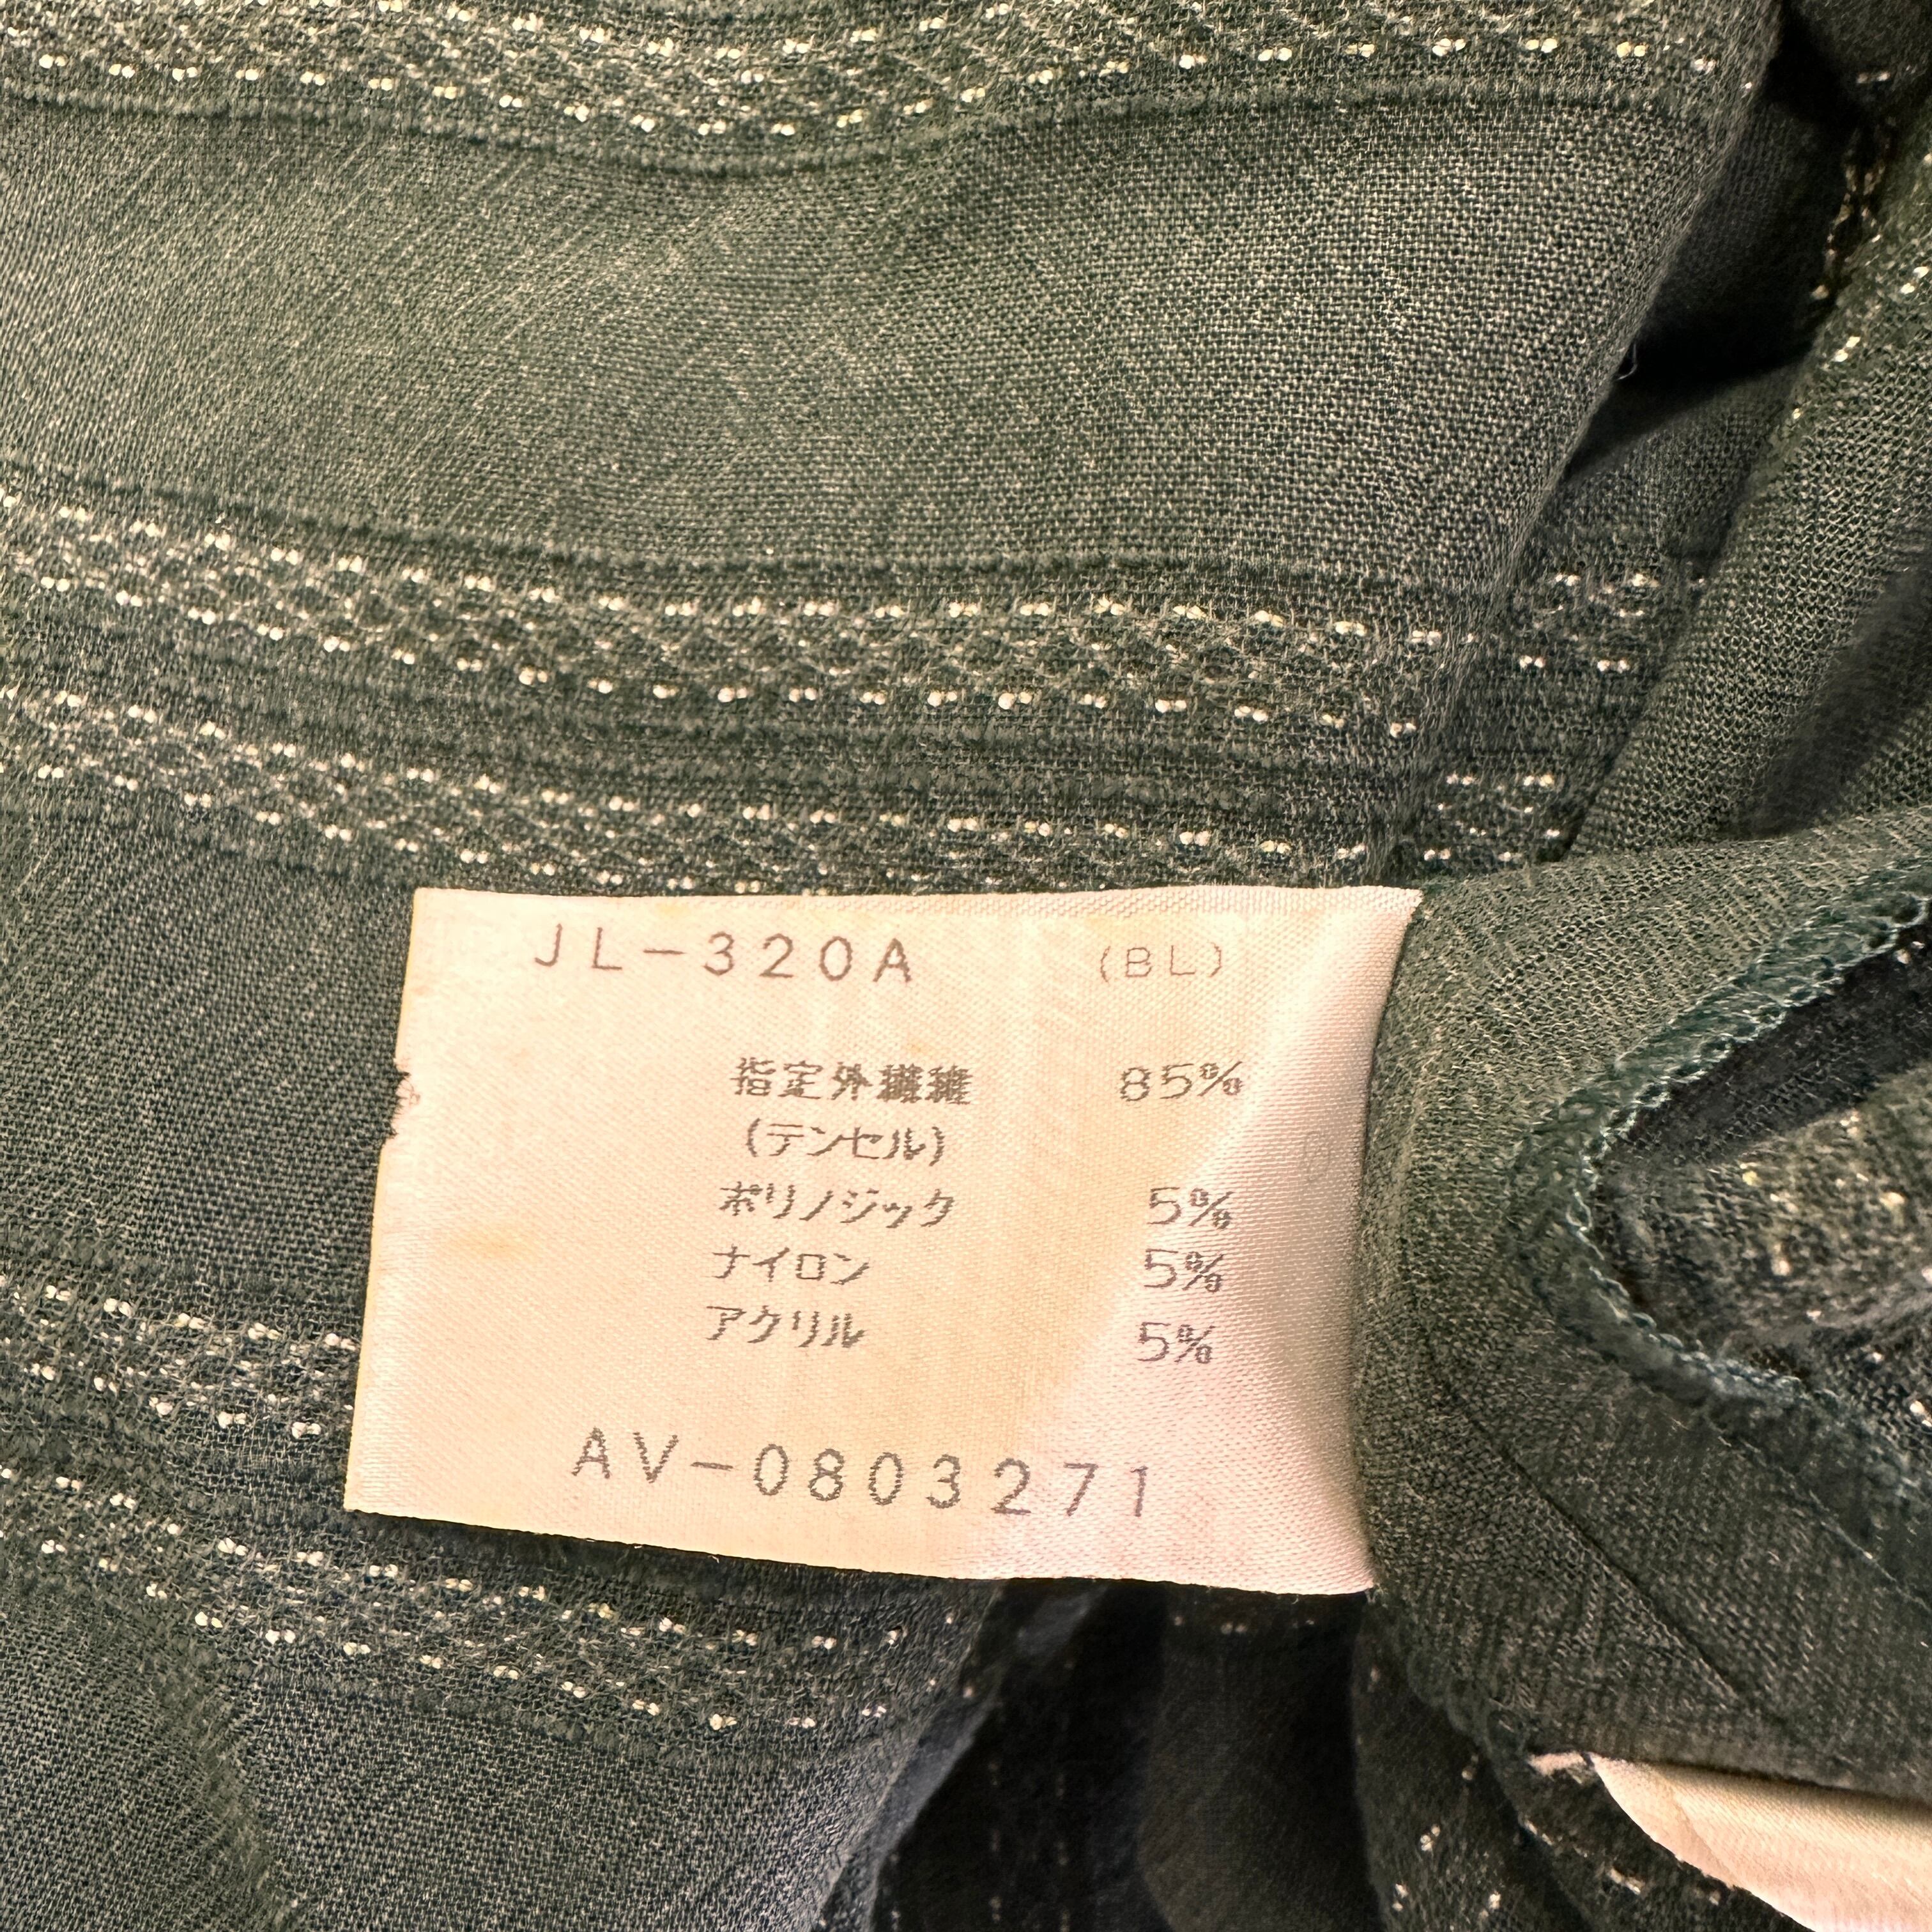 JL-320A (BL)
指定外繊維 85%
(テンセル)
ポリノジック 5%
ナイロン 5%
アクリル 5%
AV-0803271